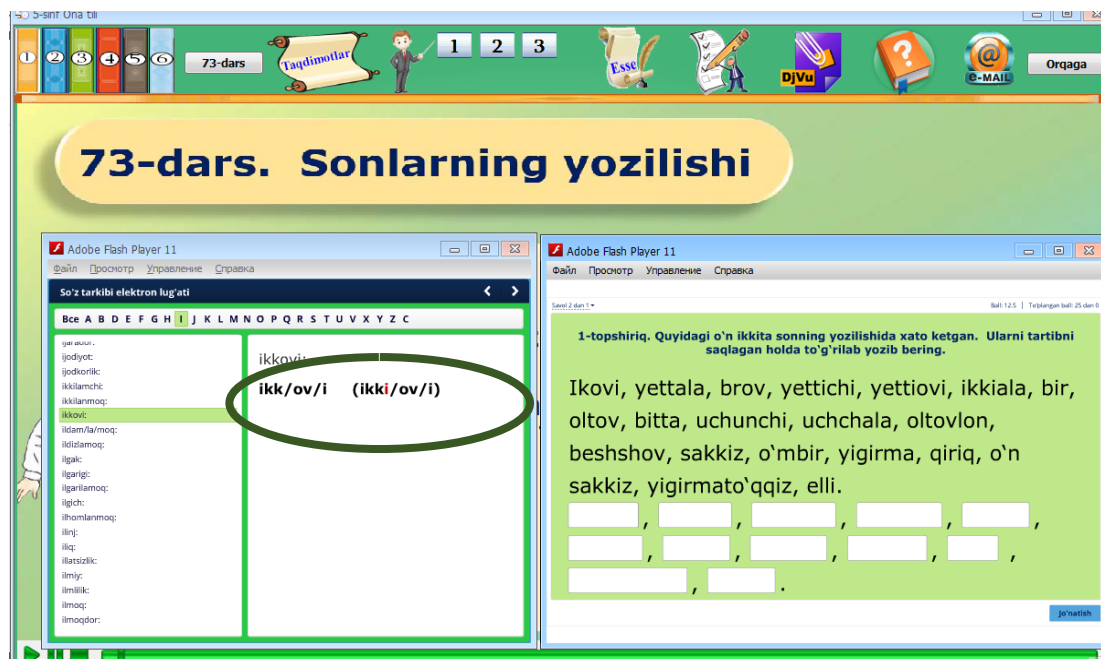 5-sinf Ona tili
1 2 3 4 5 6
73-dars
Taqdimotlar
1 2 3
Esse
DjVu
?
@
e-MAIL
Orqaga
73-dars. Sonlarning yozilishi
Adobe Flash Player 11
Файл Просмотр Управление Справка
So'z tarkibi elektron lug'ati
Все A B D E F G H I J K L M N O P Q R S T U V X Y Z C
ijodiyot:
ijodkorlik:
ikkilamchi:
ikkilanmoq:
ikkovi:
ildam/la/moq:
ildizlamoq:
ilgak:
ilgarigi:
ilgarilamoq:
ilgich:
ilhomlanmoq:
ilinj:
iliq:
illatsizlik:
ilmiy:
ilmlilik:
ilmoq:
ilmoqdor:
ikkovi:
ikk/ov/i (ikki/ov/i)
Adobe Flash Player 11
Файл Просмотр Управление Справка
Savol 2 dan 1
Ball: 12.5 | To'plangan ball: 25 dan 0
1-topshiriq. Quyidagi o‘n ikkita sonning yozilishida xato ketgan. Ularni tartibni
saqlagan holda to‘g‘rilab yozib bering.
Ikovi, yettala, brov, yettichi, yettiovi, ikkiala, bir,
oltov, bitta, uchunchi, uchchala, oltovlon,
beshshov, sakkiz, o‘mbir, yigirma, qiriq, o‘n
sakkiz, yigirmato‘qqiz, elli.
, , , , ,
, , , , ,
, .
Jo'natish